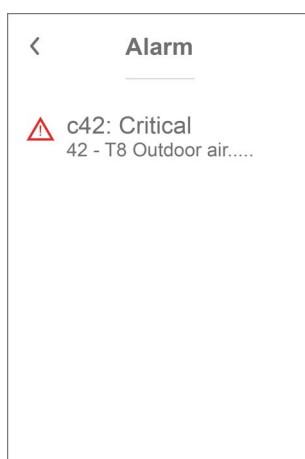 Alarm
c42: Critical
42 - T8 Outdoor air.....